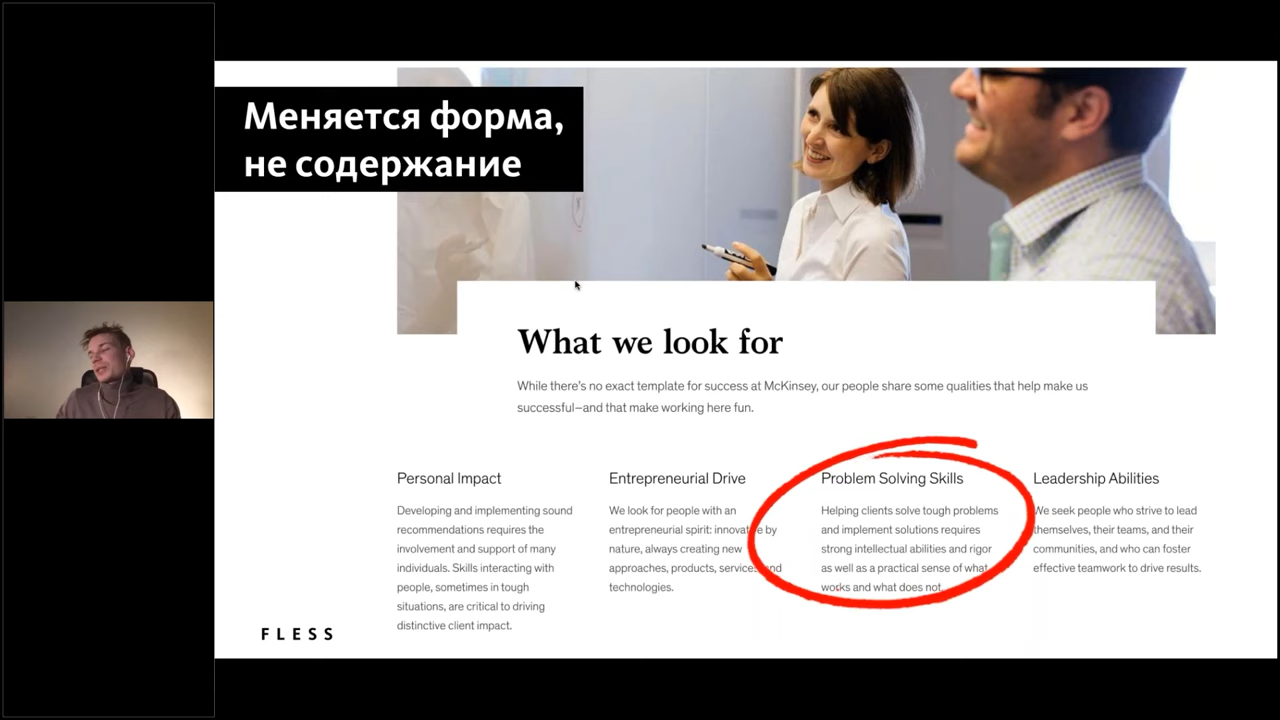 Меняется форма,
не содержание
What we look for
While there's no exact template for success at McKinsey, our people share some qualities that help make us
successful–and that make working here fun.
Personal Impact
Developing and implementing sound
recommendations requires the
involvement and support of many
individuals. Skills interacting with
people, sometimes in tough
situations, are critical to driving
distinctive client impact.
Entrepreneurial Drive
We look for people with an
entrepreneurial spirit: innovative by
nature, always creating new
approaches, products, services and
technologies.
Problem Solving Skills
Helping clients solve tough problems
and implement solutions requires
strong intellectual abilities and rigor
as well as a practical sense of what
works and what does not.
Leadership Abilities
We seek people who strive to lead
themselves, their teams, and their
communities, and who can foster
effective teamwork to drive results.
FLESS